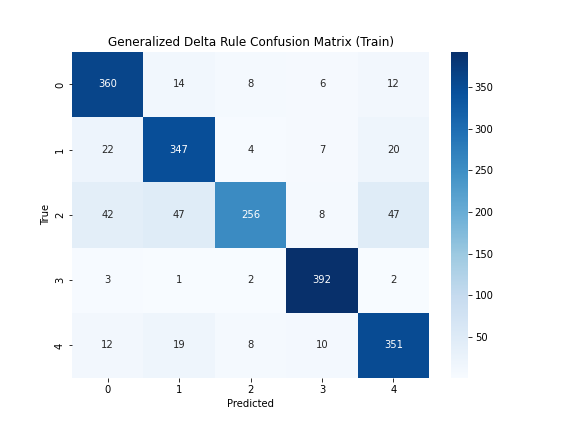 Generalized Delta Rule Confusion Matrix (Train)
0 360 14 8 6 12
1 22 347 4 7 20
2 42 47 256 8 47
3 3 1 2 392 2
4 12 19 8 10 351
0 1 2 3 4
Predicted
True
350
300
250
200
150
100
50